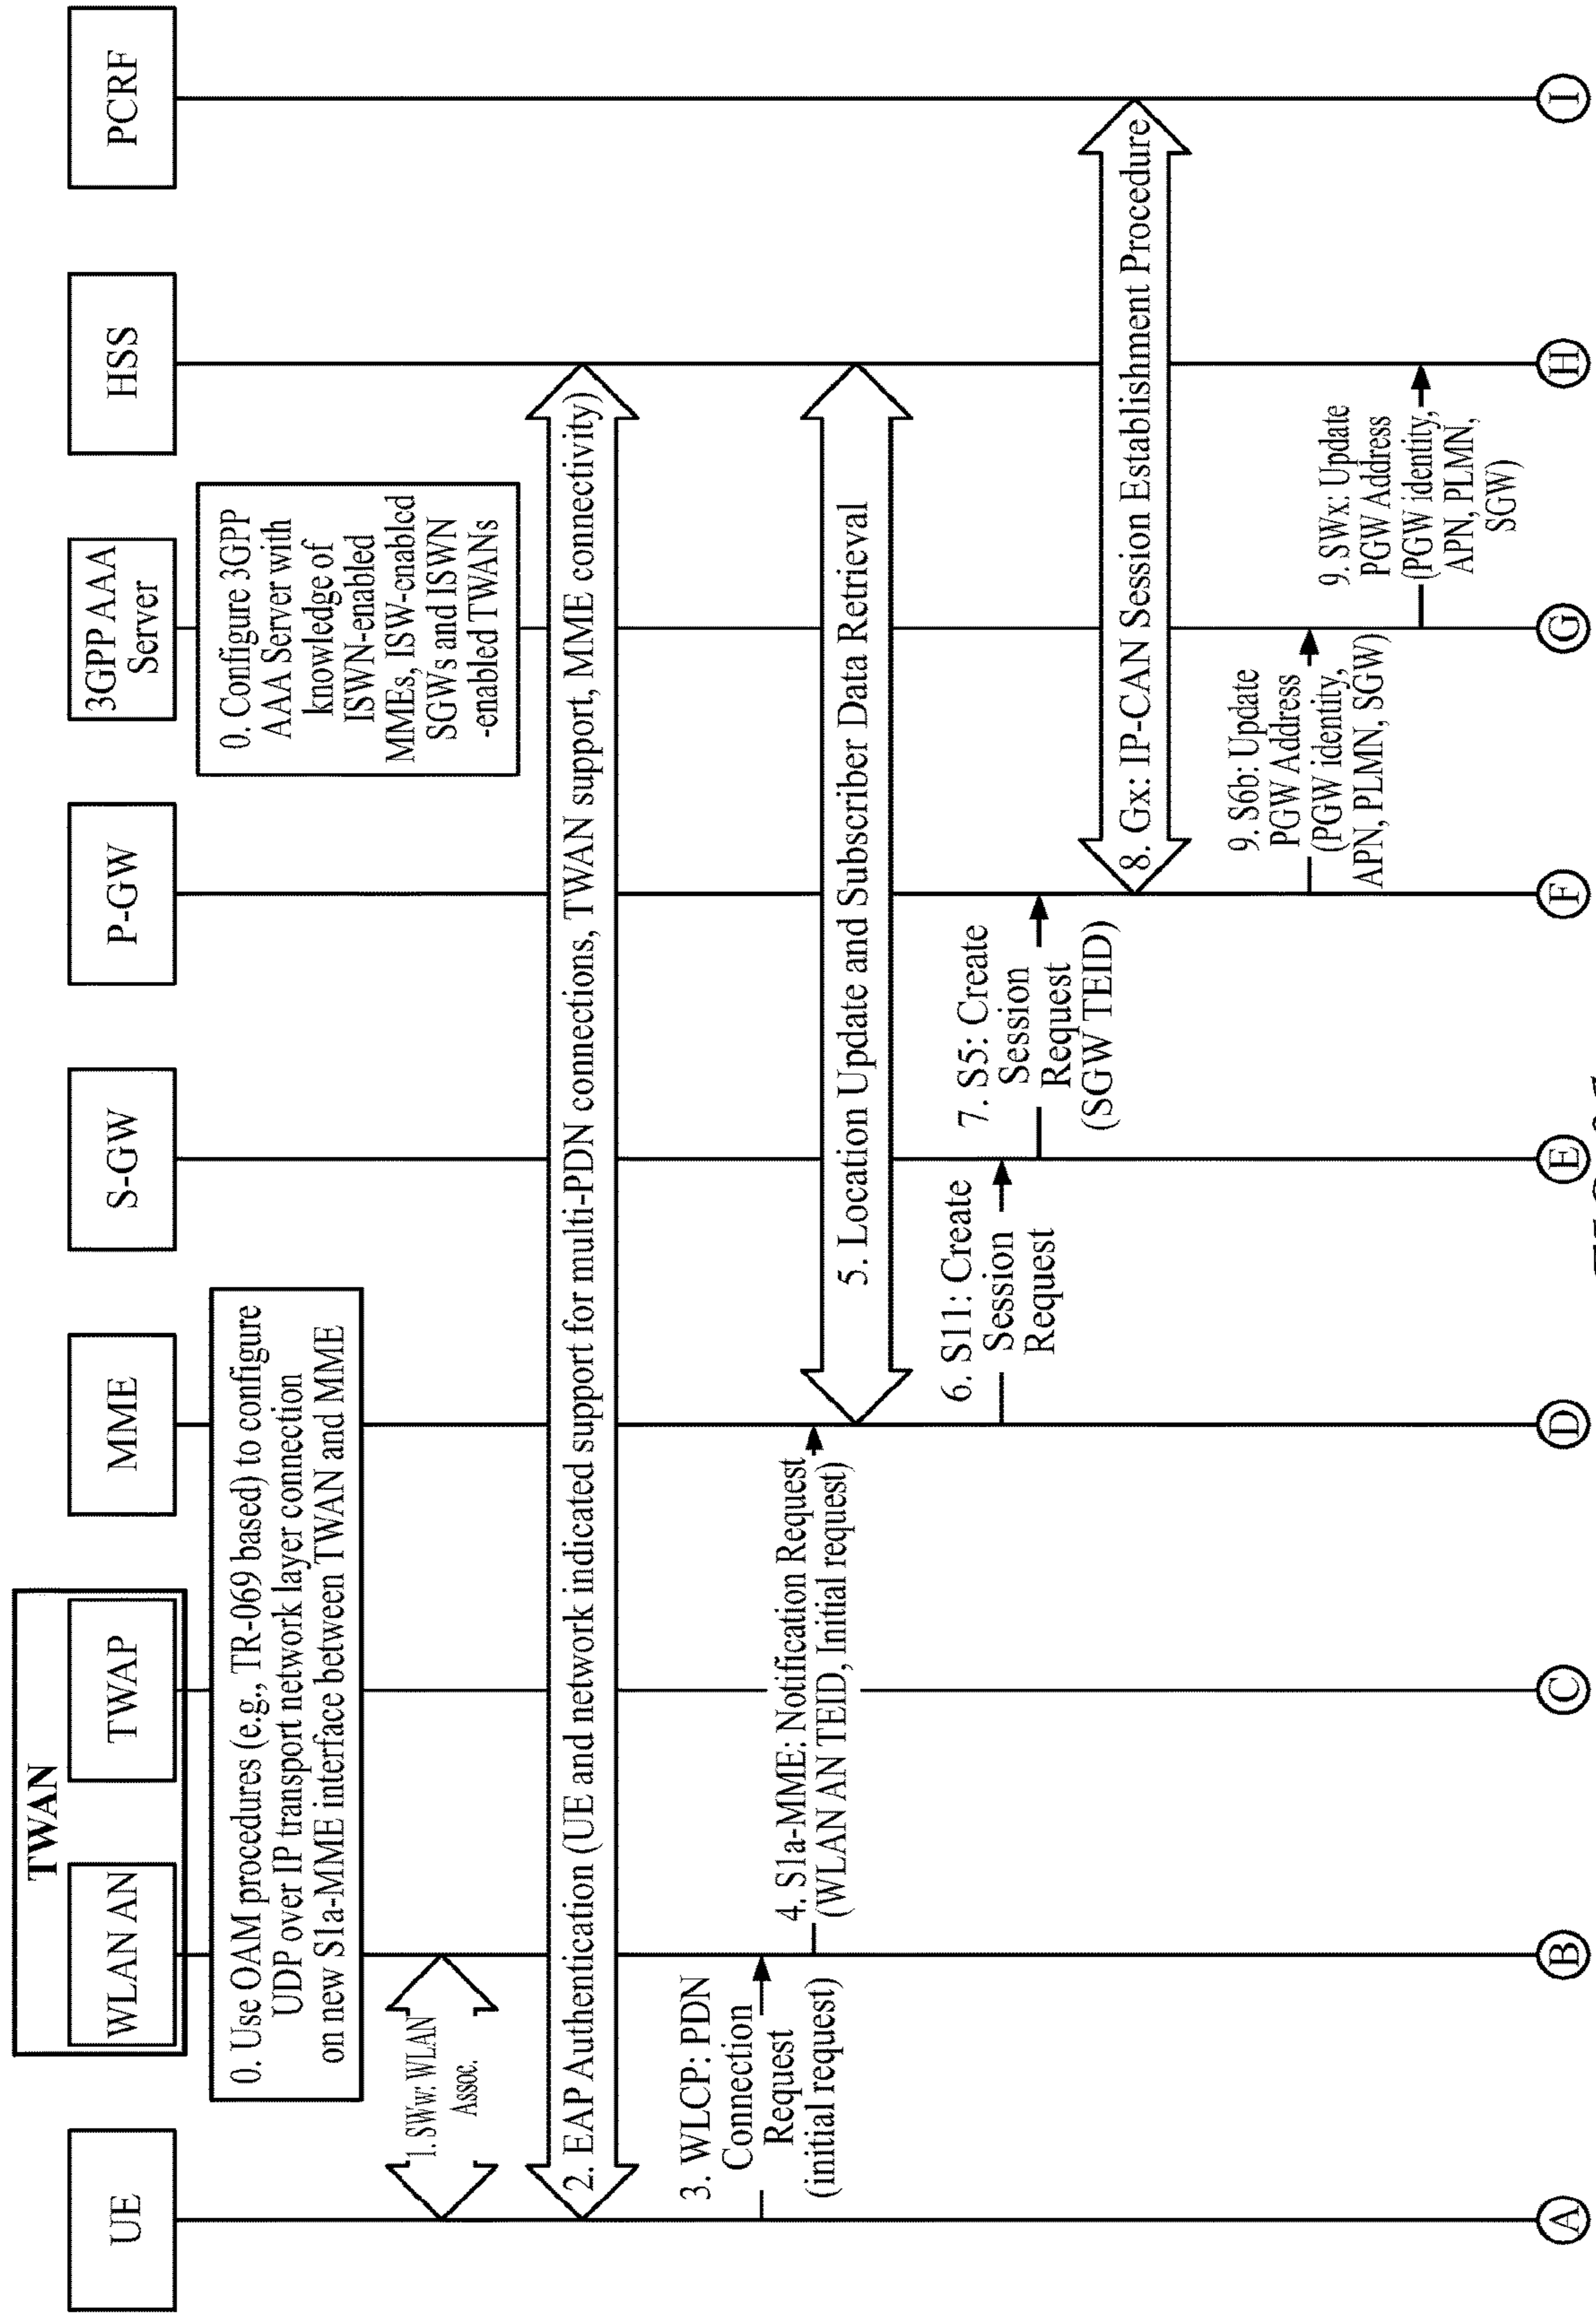 TWAN
UE
WLAN AN
TWAP
MME
S-GW
P-GW
3GPP AAA
Server
HSS
PCRF
0. Use OAM procedures (e.g., TR-069 based) to configure
UDP over IP transport network layer connection
on new S1a-MME interface between TWAN and MME
0. Configure 3GPP
AAA Server with
knowledge of
ISWN-enabled
MMEs, ISW-enabled
SGWs and ISWN
-enabled TWANs
1. SWw: WLAN
Assoc.
2. EAP Authentication (UE and network indicated support for multi-PDN connections, TWAN support, MME connectivity)
3. WLCP: PDN
Connection
Request
(initial request)
4. S1a-MME: Notification Request
(WLAN AN TEID, Initial request)
5. Location Update and Subscriber Data Retrieval
6. S11: Create
Session
Request
7. S5: Create
Session
Request
(SGW TEID)
8. Gx: IP-CAN Session Establishment Procedure
9. S6b: Update
PGW Address
(PGW identity,
APN, PLMN, SGW)
9. SWx: Update
PGW Address
(PGW identity,
APN, PLMN,
SGW)
A
B
C
D
E
F
G
H
I